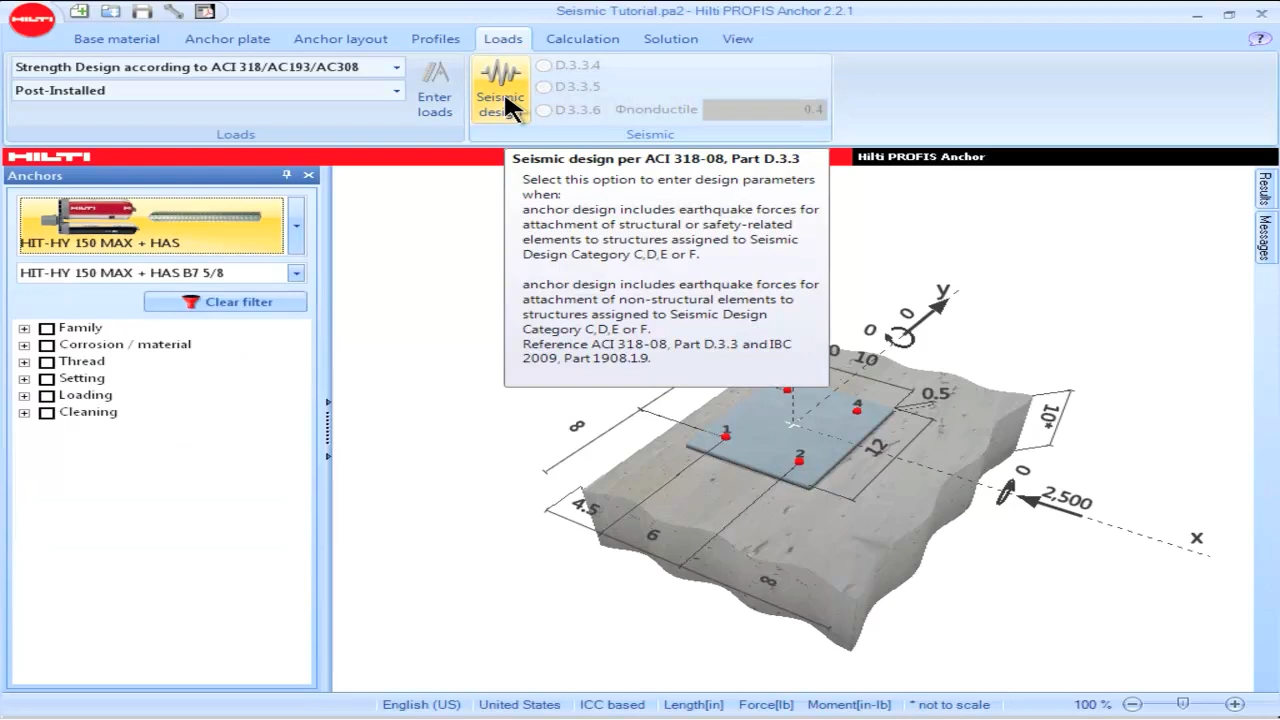 HILTI
Seismic Tutorial.pa2 - Hilti PROFIS Anchor 2.2.1
Base material
Anchor plate
Anchor layout
Profiles
Loads
Calculation
Solution
View
Strength Design according to ACI 318/AC193/AC308
Post-Installed
Enter
loads
Loads
Seismic
design
D.3.3.4
D.3.3.5
D.3.3.6
Φnonductile
0.4
Seismic
HILTI
Hilti PROFIS Anchor
Anchors
HIT-HY 150 MAX + HAS
HIT-HY 150 MAX + HAS B7 5/8
Clear filter
Family
Corrosion / material
Thread
Setting
Loading
Cleaning
Seismic design per ACI 318-08, Part D.3.3
Select this option to enter design parameters
when:
anchor design includes earthquake forces for
attachment of structural or safety-related
elements to structures assigned to Seismic
Design Category C,D,E or F.
anchor design includes earthquake forces for
attachment of non-structural elements to
structures assigned to Seismic Design
Category C,D,E or F.
Reference ACI 318-08, Part D.3.3 and IBC
2009, Part 1908.1.9.
Results
Messages
y
0
0
0
10
0.5
10*
4
1
2
12
8
0
2,500
x
4.5
6
8
English (US)
United States
ICC based
Length[in]
Force[lb]
Moment[in-lb]
* not to scale
100 %